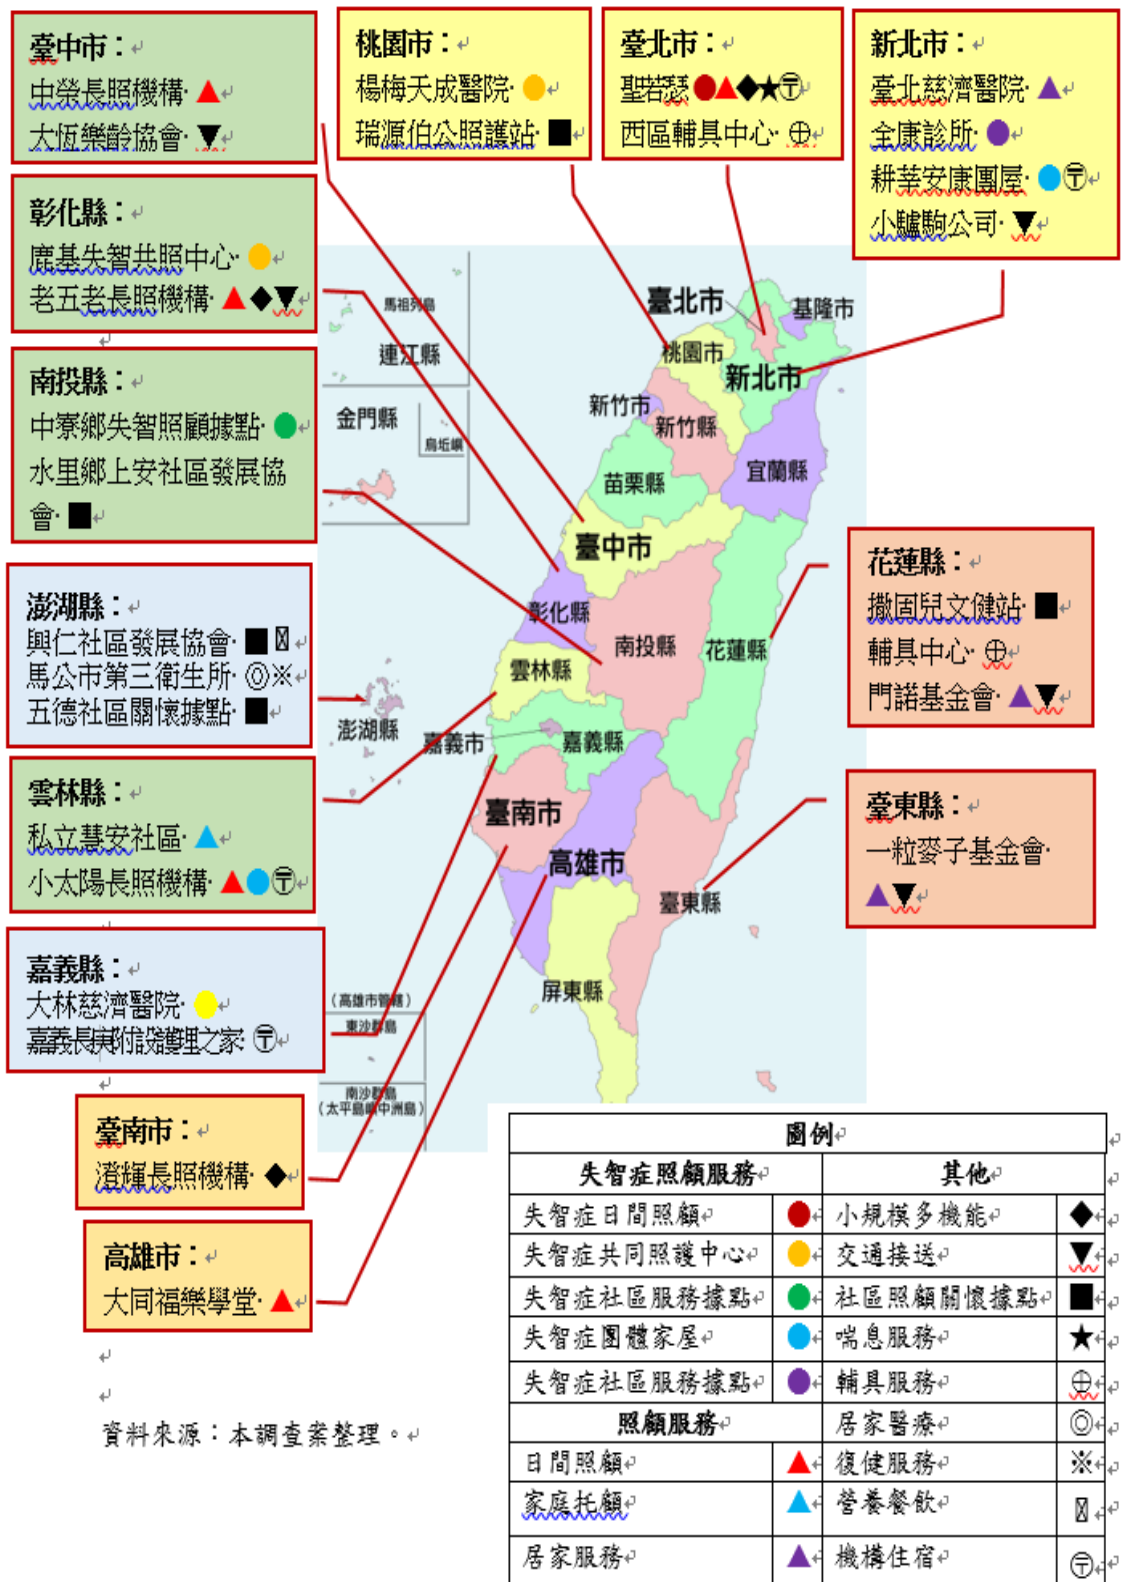 臺中市：
中榮長照機構 ▲
大恆樂齡協會 ▼
桃園市：
楊梅天成醫院 ●
瑞源伯公照護站 ■
臺北市：
聖若瑟 ●▲◆★〶
西區輔具中心 ⊕
新北市：
臺北慈濟醫院 ▲
全康診所 ●
耕莘安康團屋 ●〶
小驢駒公司 ▼
彰化縣：
鹿基失智共照中心 ●
老五老長照機構 ▲◆▼
南投縣：
中寮鄉失智照顧據點 ●
水里鄉上安社區發展協
會 ■
澎湖縣：
興仁社區發展協會 ■
馬公市第三衛生所 ◎※
五德社區關懷據點 ■
雲林縣：
私立慧安社區 ▲
小太陽長照機構 ▲●〶
嘉義縣：
大林慈濟醫院 ●
嘉義長庚附設護理之家 〶
臺南市：
澄輝長照機構 ◆
高雄市：
大同福樂學堂 ▲
花蓮縣：
撒固兒文健站 ■
輔具中心 ⊕
門諾基金會 ▲▼
臺東縣：
一粒麥子基金會
▲▼
馬祖列島
連江縣
金門縣
烏坵嶼
臺北市
基隆市
桃園市
新北市
新竹市
新竹縣
宜蘭縣
苗栗縣
臺中市
彰化縣
南投縣
花蓮縣
雲林縣
澎湖縣
嘉義市
嘉義縣
臺南市
高雄市
臺東縣
屏東縣
（高雄市管轄）
東沙群島
南沙群島
（太平島與中洲島）
圖例
失智症照顧服務 其他
失智症日間照顧 ● 小規模多機能 ◆
失智症共同照護中心 ● 交通接送 ▼
失智症社區服務據點 ● 社區照顧關懷據點 ■
失智症團體家屋 ● 喘息服務 ★
失智症社區服務據點 ● 輔具服務 ⊕
照顧服務 居家醫療 ◎
日間照顧 ▲ 復健服務 ※
家庭托顧 ▲ 營養餐飲
居家服務 ▲ 機構住宿 〶
資料來源：本調查案整理。